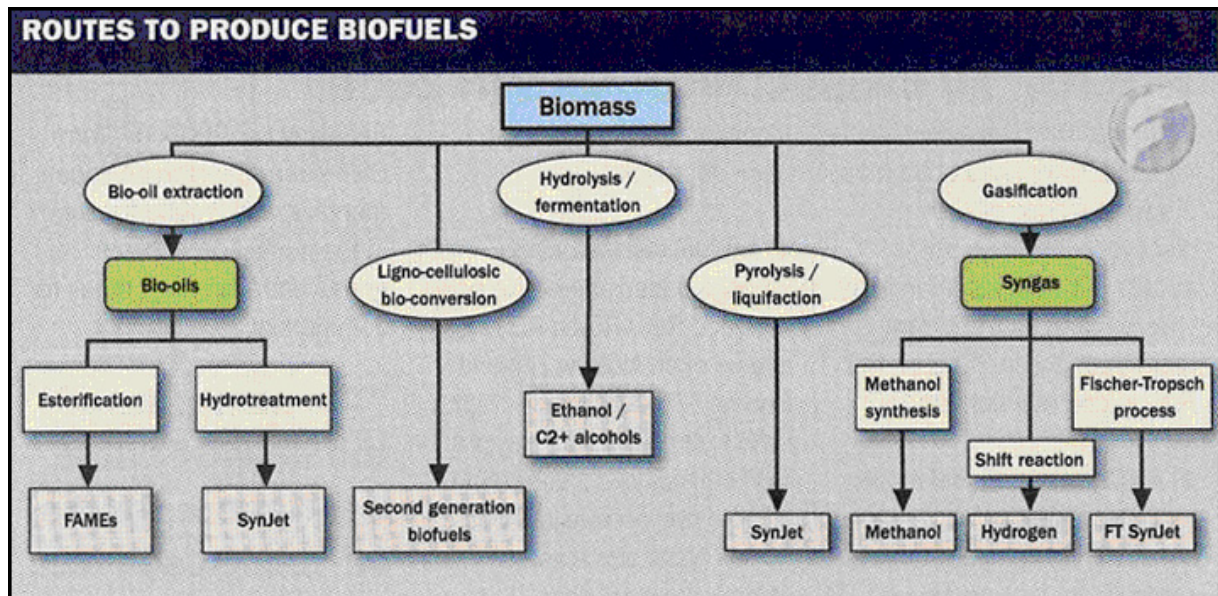 ROUTES TO PRODUCE BIOFUELS
Biomass
Bio-oil extraction
Hydrolysis /
fermentation
Gasification
Bio-oils
Ligno-cellulosic
bio-conversion
Pyrolysis /
liquifaction
Syngas
Esterification
Hydrotreatment
Ethanol /
C2+ alcohols
Methanol
synthesis
Fischer-Tropsch
process
Shift reaction
FAMEs
SynJet
Second generation
biofuels
SynJet
Methanol
Hydrogen
FT SynJet